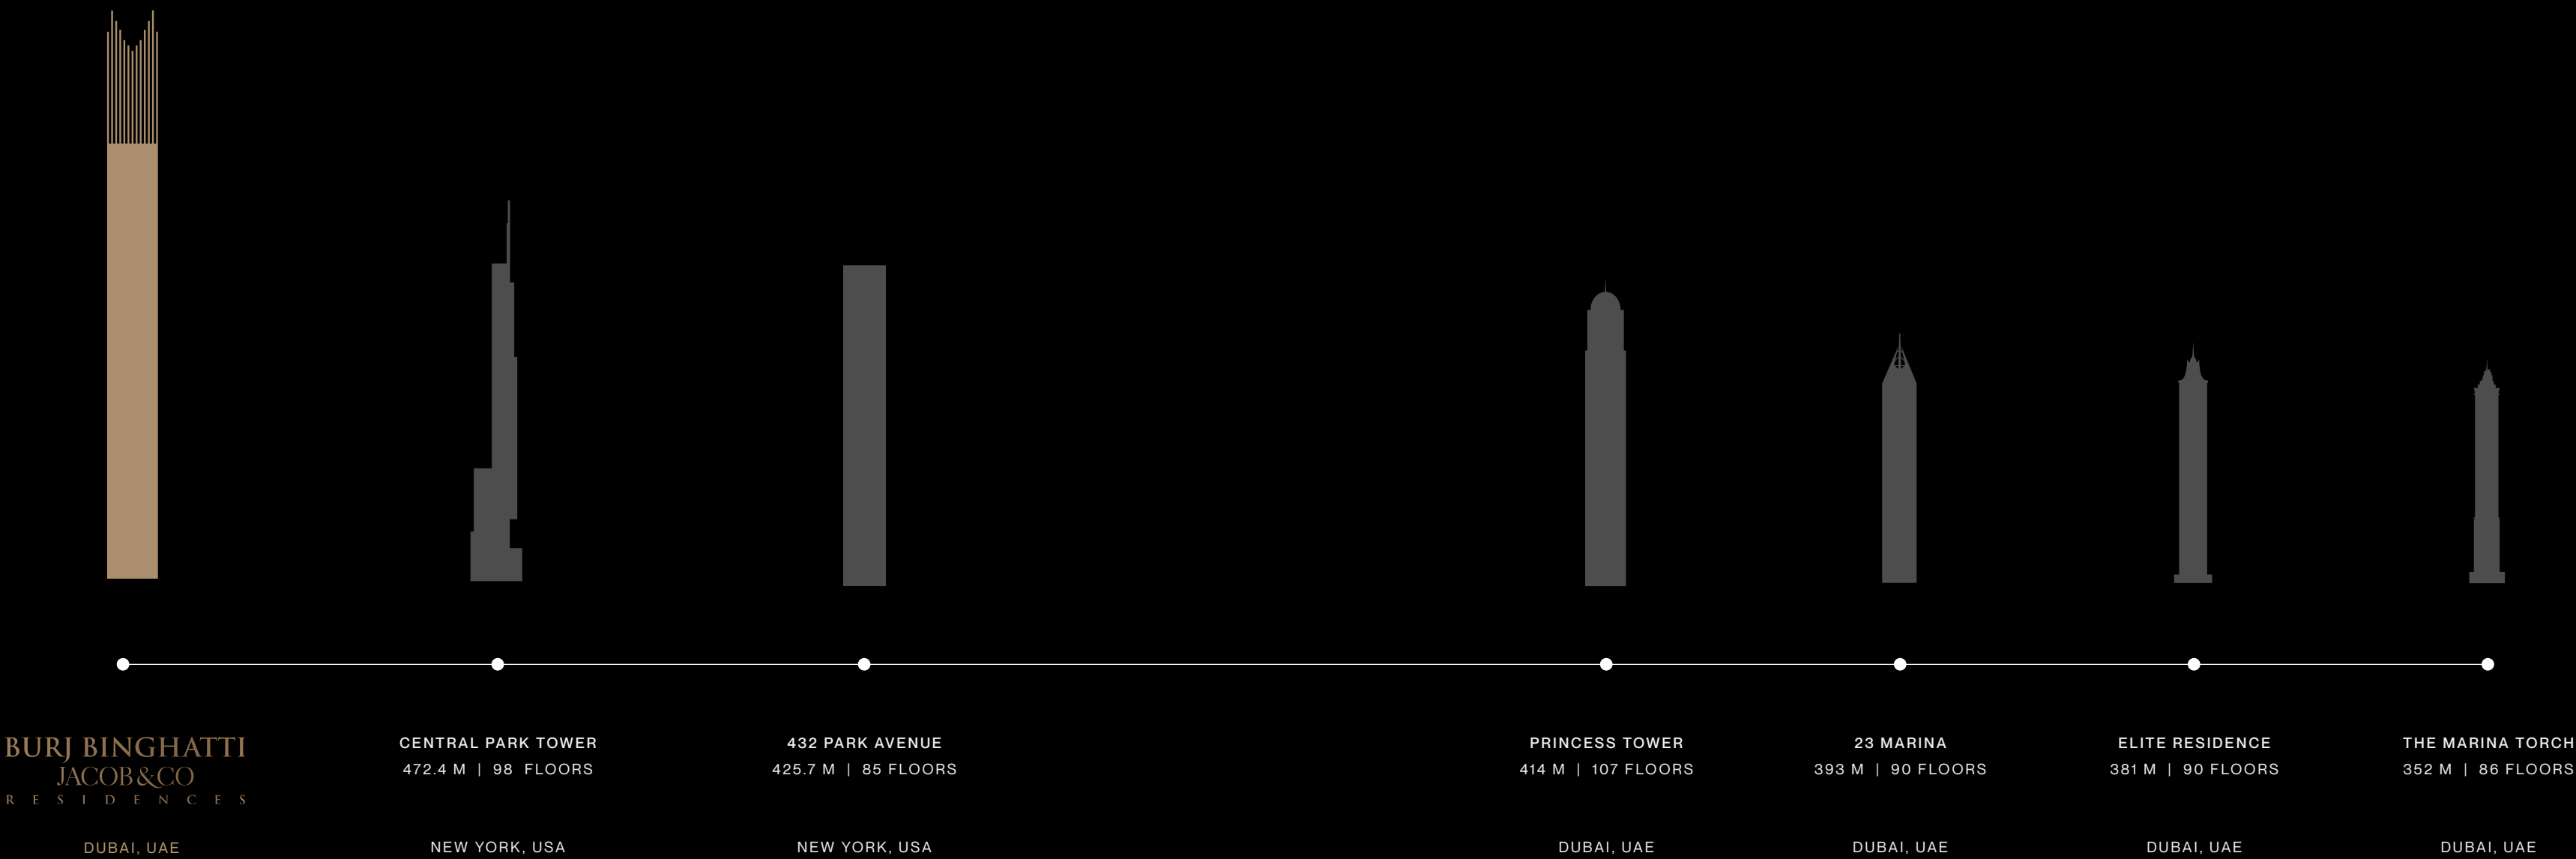 BURJ BINGHATTI
JACOB&CO
RESIDENCES
DUBAI, UAE
CENTRAL PARK TOWER
472.4 M | 98 FLOORS
NEW YORK, USA
432 PARK AVENUE
425.7 M | 85 FLOORS
NEW YORK, USA
PRINCESS TOWER
414 M | 107 FLOORS
DUBAI, UAE
23 MARINA
393 M | 90 FLOORS
DUBAI, UAE
ELITE RESIDENCE
381 M | 90 FLOORS
DUBAI, UAE
THE MARINA TORCH
352 M | 86 FLOORS
DUBAI, UAE